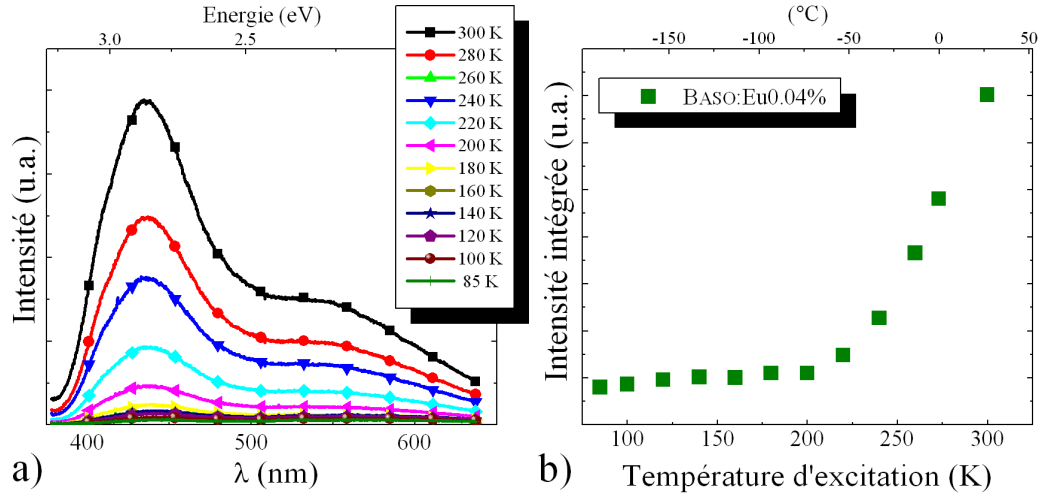 Energie (eV)
3.0 2.5
Intensité (u.a.)
300 K
280 K
260 K
240 K
220 K
200 K
180 K
160 K
140 K
120 K
100 K
85 K
400 500 600
λ (nm)
a)
(°C)
-150 -100 -50 0 50
BASO:Eu0.04%
Intensité intégrée (u.a.)
100 150 200 250 300
Température d'excitation (K)
b)